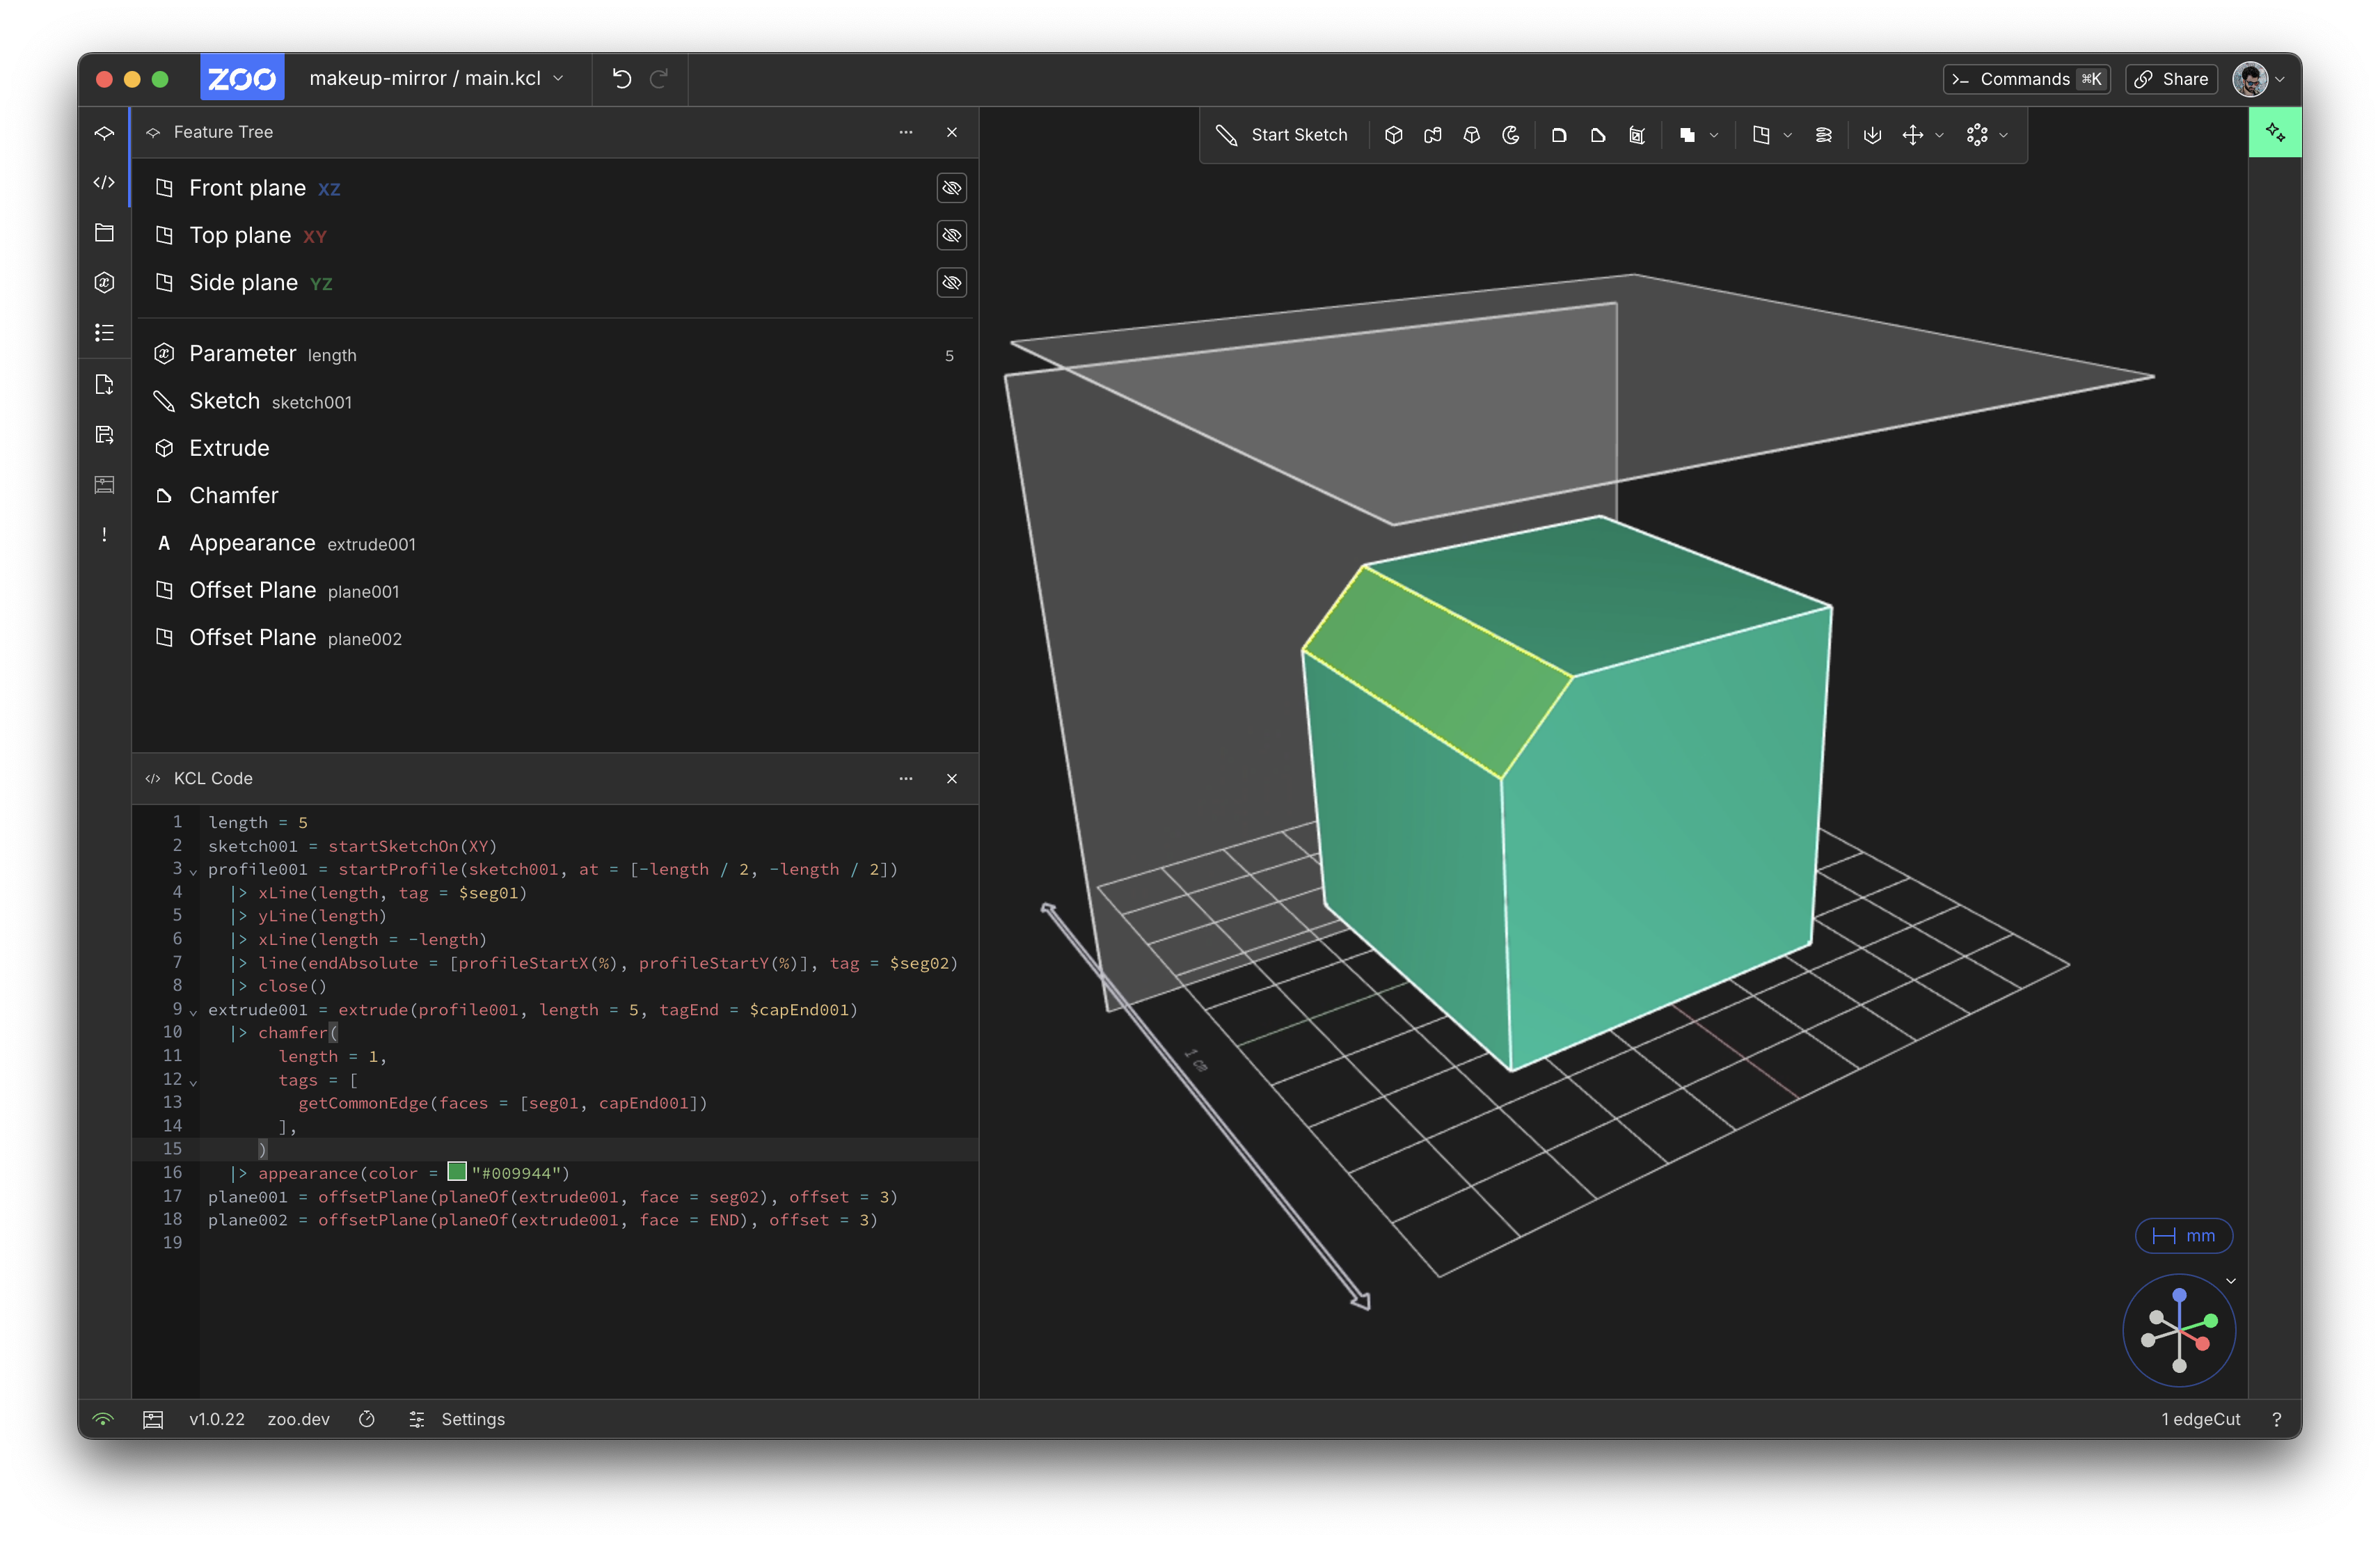 ZOO
makeup-mirror / main.kcl
Commands ⌘K
Share
Feature Tree
Start Sketch
Front plane XZ
Top plane XY
Side plane YZ
Parameter length 5
Sketch sketch001
Extrude
Chamfer
A Appearance extrude001
Offset Plane plane001
Offset Plane plane002
KCL Code
1 length = 5
2 sketch001 = startSketchOn(XY)
3 profile001 = startProfile(sketch001, at = [-length / 2, -length / 2])
4 |> xLine(length, tag = $seg01)
5 |> yLine(length)
6 |> xLine(length = -length)
7 |> line(endAbsolute = [profileStartX(%), profileStartY(%)], tag = $seg02)
8 |> close()
9 extrude001 = extrude(profile001, length = 5, tagEnd = $capEnd001)
10 |> chamfer(
11 length = 1,
12 tags = [
13 getCommonEdge(faces = [seg01, capEnd001])
14 ],
15 )
16 |> appearance(color = "#009944")
17 plane001 = offsetPlane(planeOf(extrude001, face = seg02), offset = 3)
18 plane002 = offsetPlane(planeOf(extrude001, face = END), offset = 3)
19
1 cm
mm
v1.0.22
zoo.dev
Settings
1 edgeCut
?